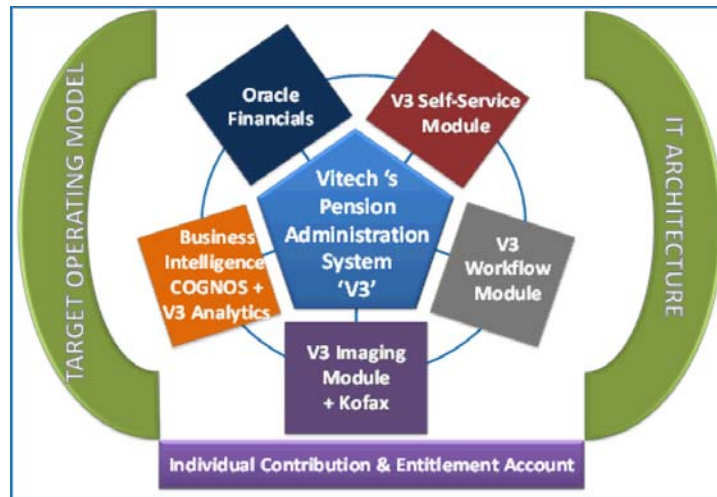 TARGET OPERATING MODEL
Oracle
Financials
V3 Self-Service
Module
Vitech ‘s
Pension
Administration
System
‘V3’
Business
Intelligence
COGNOS +
V3 Analytics
V3
Workflow
Module
V3 Imaging
Module
+ Kofax
IT ARCHITECTURE
Individual Contribution & Entitlement Account